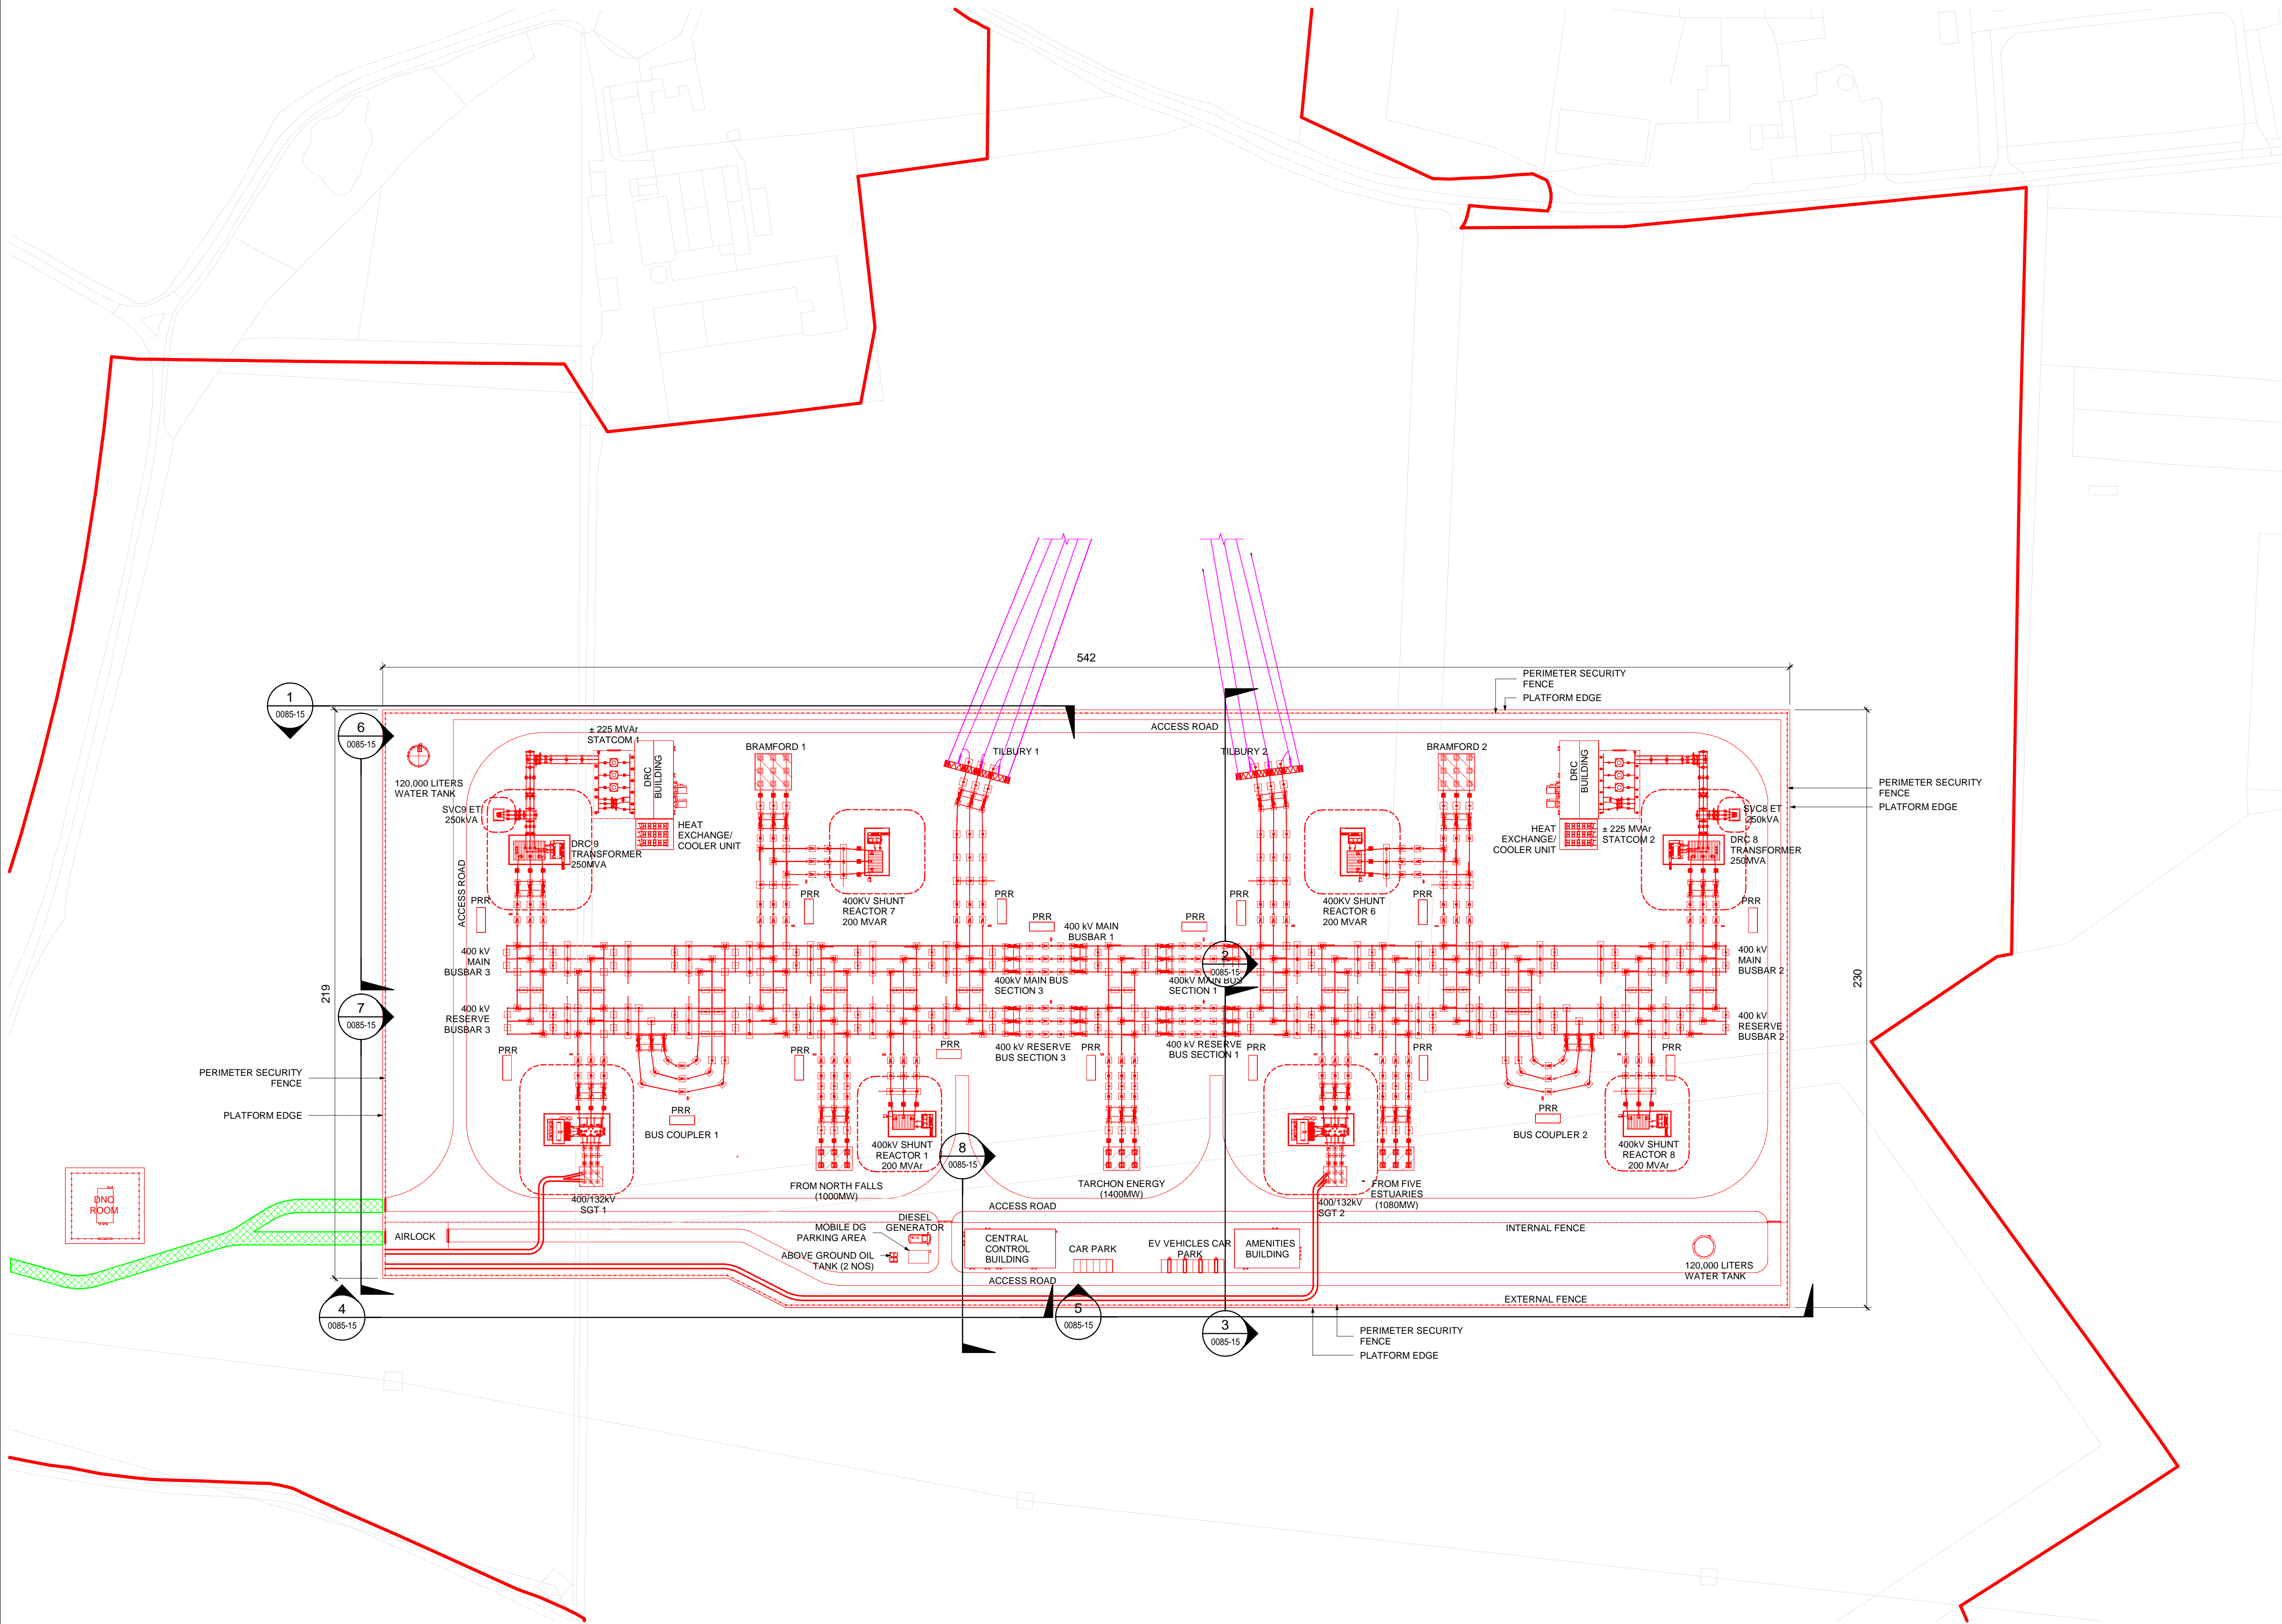 542
PERIMETER SECURITY
FENCE
PLATFORM EDGE
1
0085-15
6
0085-15
ACCESS ROAD
± 225 MVAr
STATCOM 1
BRAMFORD 1
TILBURY 1
TILBURY 2
BRAMFORD 2
DRC
BUILDING
DRC
BUILDING
120,000 LITERS
WATER TANK
PERIMETER SECURITY
FENCE
PLATFORM EDGE
SVC9 ET
250kVA
SVC8 ET
250kVA
HEAT
EXCHANGE/
COOLER UNIT
HEAT
EXCHANGE/
COOLER UNIT
± 225 MVAr
STATCOM 2
DRC 9
TRANSFORMER
250MVA
DRC 8
TRANSFORMER
250MVA
ACCESS ROAD
PRR
PRR
400KV SHUNT
REACTOR 7
200 MVAR
PRR
PRR
400 kV MAIN
BUSBAR 1
PRR
PRR
400KV SHUNT
REACTOR 6
200 MVAR
PRR
PRR
400 kV
MAIN
BUSBAR 3
2
0085-15
400 kV
MAIN
BUSBAR 2
400kV MAIN BUS
SECTION 3
400kV MAIN BUS
SECTION 1
219
230
7
0085-15
400 kV
RESERVE
BUSBAR 3
400 kV
RESERVE
BUSBAR 2
PRR
PRR
PRR
400 kV RESERVE
BUS SECTION 3
PRR
400 kV RESERVE
BUS SECTION 1
PRR
PRR
PRR
PERIMETER SECURITY
FENCE
PLATFORM EDGE
PRR
BUS COUPLER 1
PRR
BUS COUPLER 2
400kV SHUNT
REACTOR 1
200 MVAr
8
0085-15
400kV SHUNT
REACTOR 8
200 MVAr
FROM NORTH FALLS
(1000MW)
TARCHON ENERGY
(1400MW)
FROM FIVE
ESTUARIES
(1080MW)
400/132kV
SGT 1
400/132kV
SGT 2
DNO
ROOM
ACCESS ROAD
AIRLOCK
MOBILE DG
PARKING AREA
DIESEL
GENERATOR
INTERNAL FENCE
ABOVE GROUND OIL
TANK (2 NOS)
CENTRAL
CONTROL
BUILDING
CAR PARK
EV VEHICLES CAR
PARK
AMENITIES
BUILDING
120,000 LITERS
WATER TANK
ACCESS ROAD
EXTERNAL FENCE
4
0085-15
5
0085-15
3
0085-15
PERIMETER SECURITY
FENCE
PLATFORM EDGE